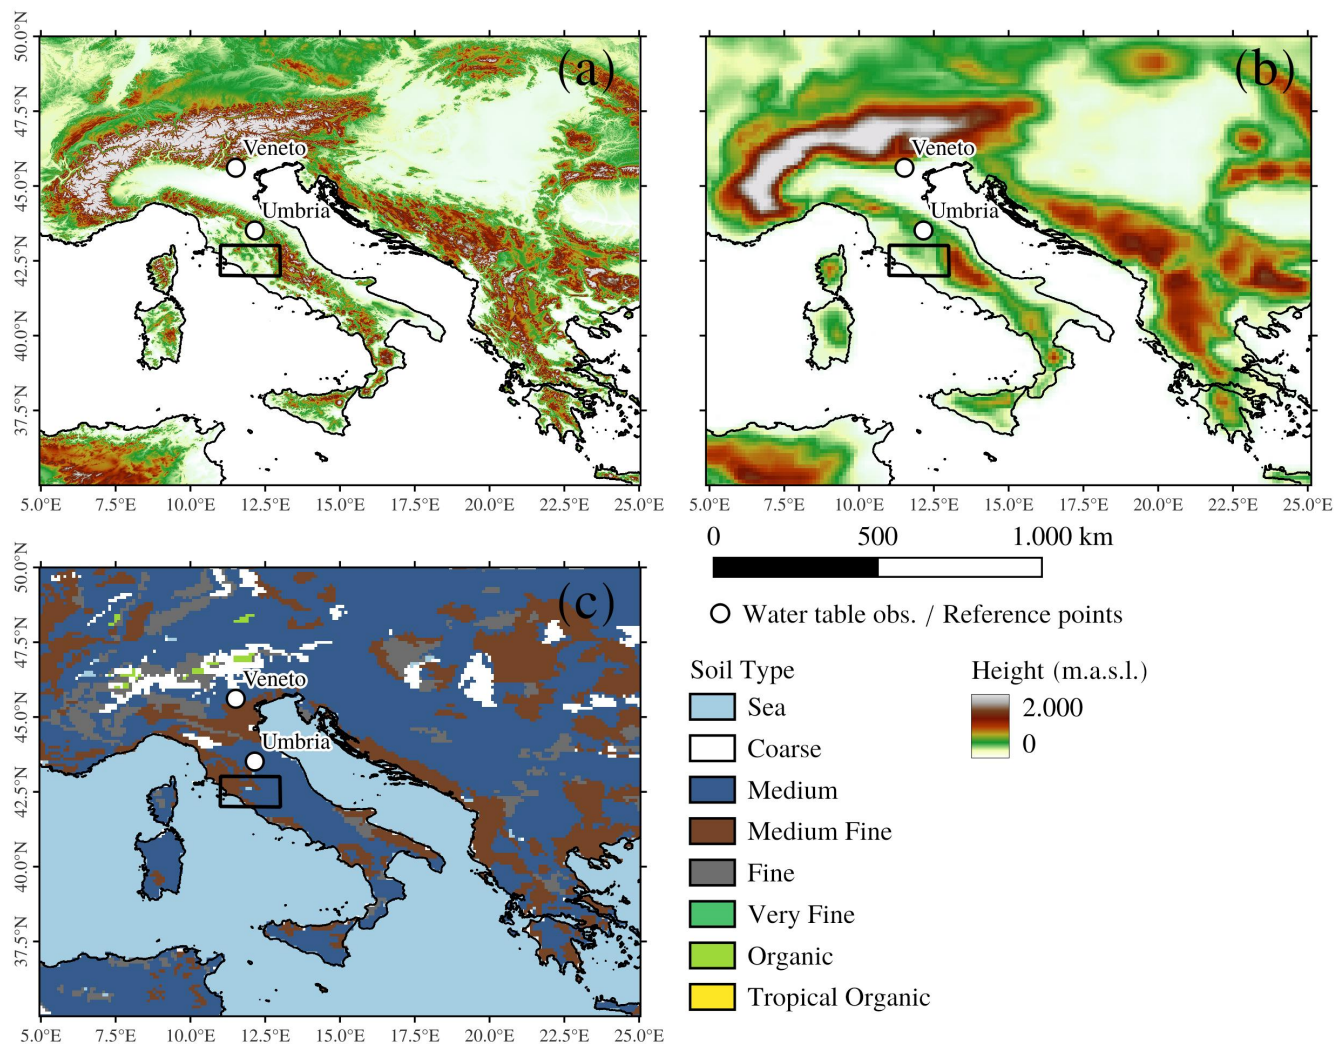 (a)
50.0°N
47.5°N
45.0°N
42.5°N
40.0°N
37.5°N
Veneto
Umbria
5.0°E 7.5°E 10.0°E 12.5°E 15.0°E 17.5°E 20.0°E 22.5°E 25.0°E
(b)
Veneto
Umbria
5.0°E 7.5°E 10.0°E 12.5°E 15.0°E 17.5°E 20.0°E 22.5°E 25.0°E
0 500 1.000 km
Water table obs. / Reference points
(c)
50.0°N
47.5°N
45.0°N
42.5°N
40.0°N
37.5°N
Veneto
Umbria
5.0°E 7.5°E 10.0°E 12.5°E 15.0°E 17.5°E 20.0°E 22.5°E 25.0°E
Soil Type
Sea
Coarse
Medium
Medium Fine
Fine
Very Fine
Organic
Tropical Organic
Height (m.a.s.l.)
2.000
0